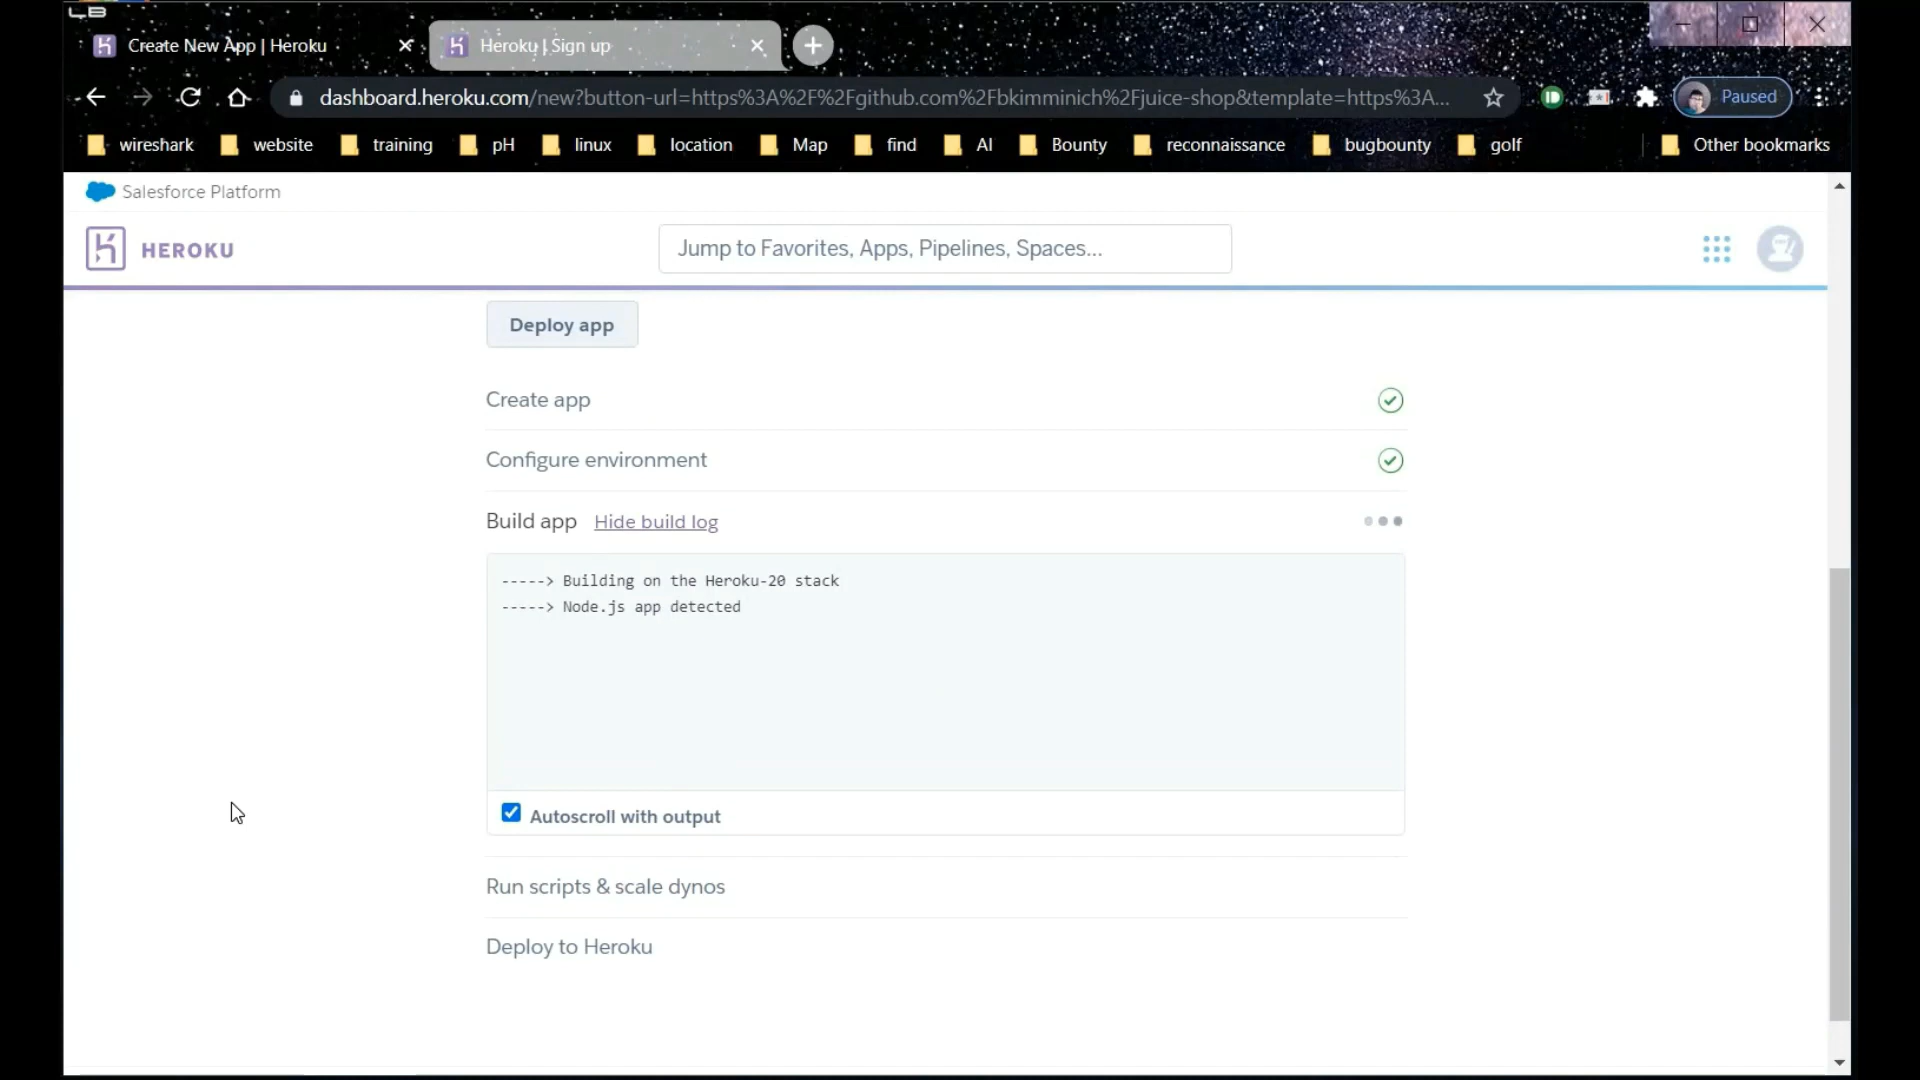 Create New App | Heroku
Heroku | Sign up
dashboard.heroku.com/new?button-url=https%3A%2F%2Fgithub.com%2Fbkimminich%2Fjuice-shop&template=https%3A...
Paused
wireshark
website
training
pH
linux
location
Map
find
AI
Bounty
reconnaissance
bugbounty
golf
Other bookmarks
Salesforce Platform
HEROKU
Jump to Favorites, Apps, Pipelines, Spaces...
Deploy app
Create app
Configure environment
Build app Hide build log
-----> Building on the Heroku-20 stack
-----> Node.js app detected
Autoscroll with output
Run scripts & scale dynos
Deploy to Heroku